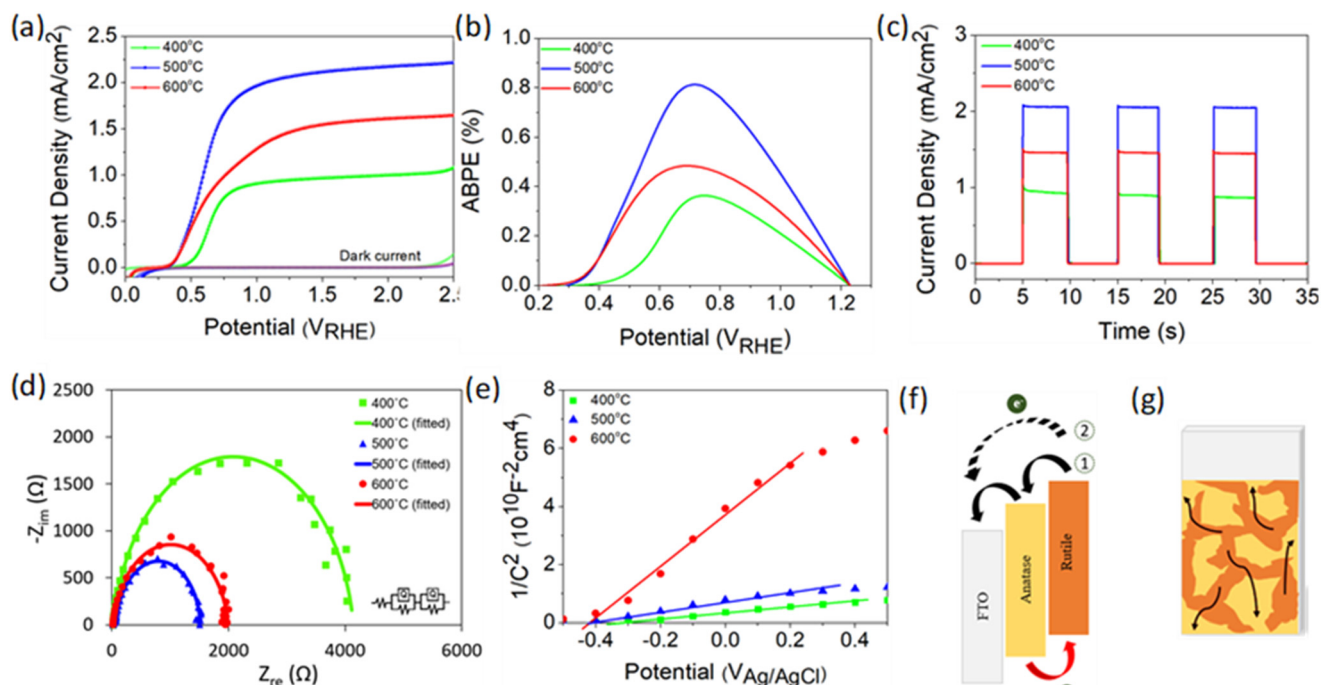 (a)
Current Density (mA/cm²)
2.5
2.0
1.5
1.0
0.5
0.0
400°C
500°C
600°C
Dark current
0.0 0.5 1.0 1.5 2.0 2.5
Potential (VRHE)
(b)
ABPE (%)
1.0
0.8
0.6
0.4
0.2
0.0
400°C
500°C
600°C
0.2 0.4 0.6 0.8 1.0 1.2
Potential (VRHE)
(c)
Current Density (mA/cm²)
3
2
1
0
400°C
500°C
600°C
0 5 10 15 20 25 30 35
Time (s)
(d)
-Zim (Ω)
2500
2000
1500
1000
500
0
400°C
400°C (fitted)
500°C
500°C (fitted)
600°C
600°C (fitted)
Q Q
0 2000 4000 6000
Zre (Ω)
(e)
1/C² (10¹⁰F⁻²cm⁴)
8
6
4
2
0
400°C
500°C
600°C
-0.4 -0.2 0.0 0.2 0.4
Potential (VAg/AgCl)
(f)
e⁻
2
1
FTO
Anatase
Rutile
(g)